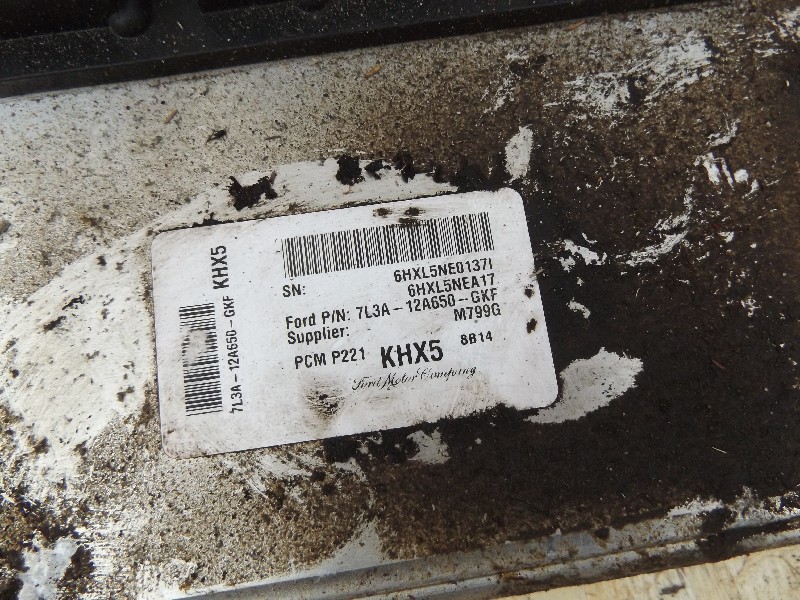 KHX5
7L3A-12A650-GKF
SN: 6HXL5NE0137I
6HXL5NEA17
Ford P/N: 7L3A-12A650-GKF
Supplier: M799G
PCM P221 KHX5 8B14
Ford Motor Company